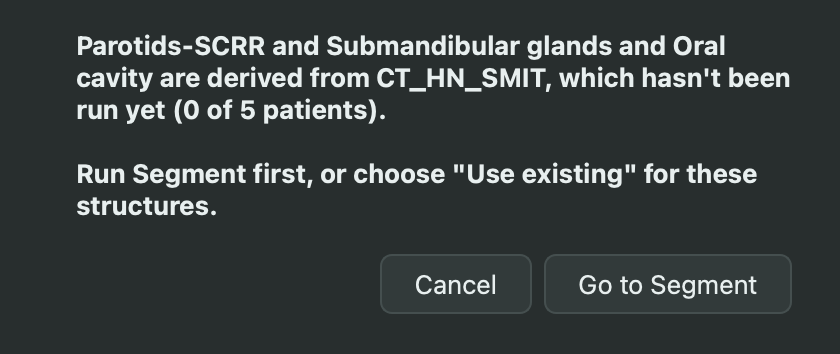 Parotids-SCRR and Submandibular glands and Oral
cavity are derived from CT_HN_SMIT, which hasn't been
run yet (0 of 5 patients).
Run Segment first, or choose "Use existing" for these
structures.
Cancel
Go to Segment